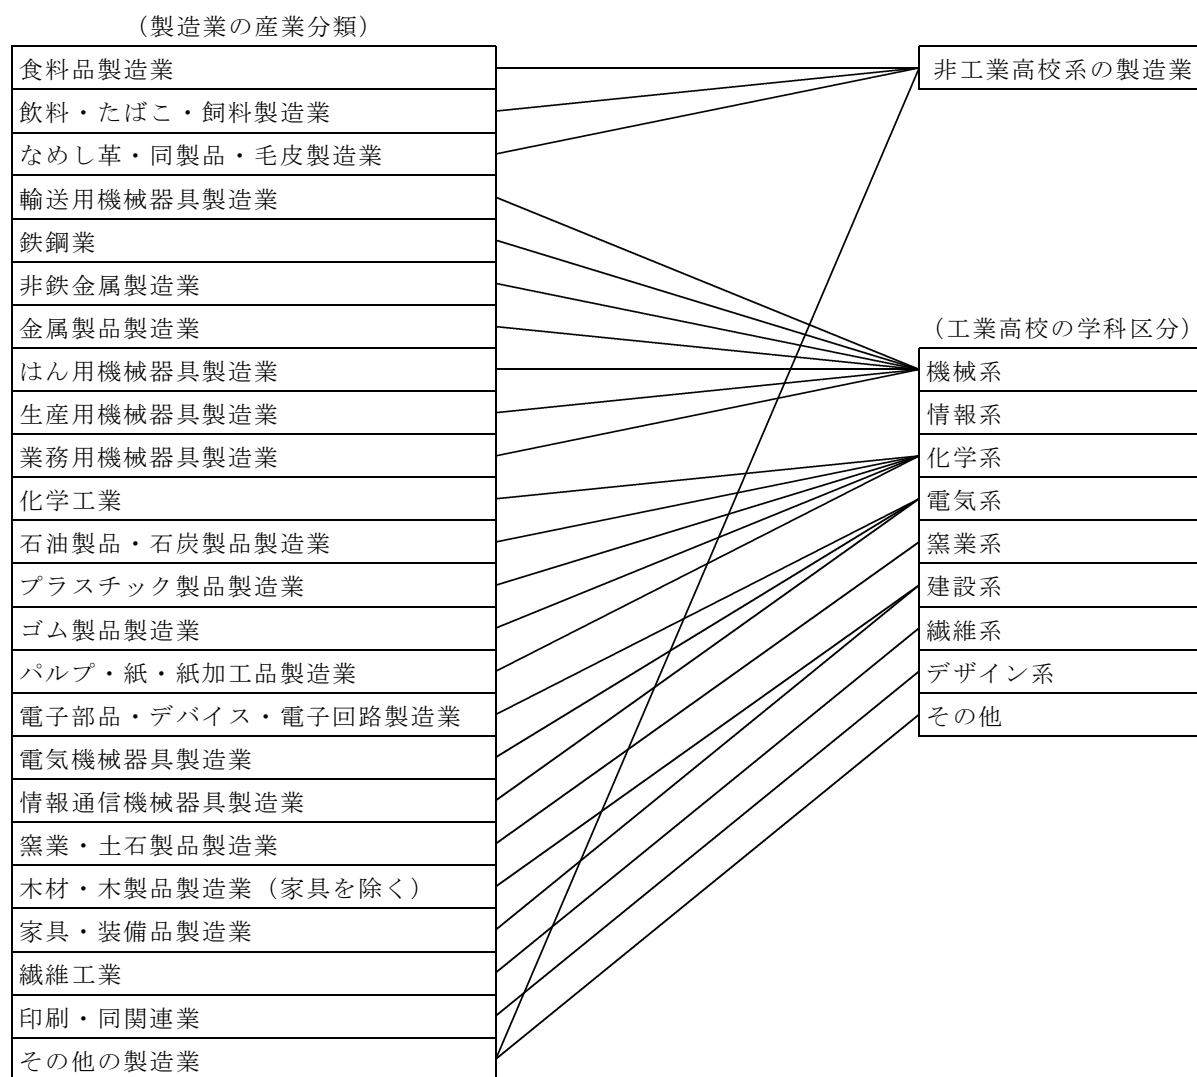 （製造業の産業分類）
食料品製造業
飲料・たばこ・飼料製造業
なめし革・同製品・毛皮製造業
輸送用機械器具製造業
鉄鋼業
非鉄金属製造業
金属製品製造業
はん用機械器具製造業
生産用機械器具製造業
業務用機械器具製造業
化学工業
石油製品・石炭製品製造業
プラスチック製品製造業
ゴム製品製造業
パルプ・紙・紙加工品製造業
電子部品・デバイス・電子回路製造業
電気機械器具製造業
情報通信機械器具製造業
窯業・土石製品製造業
木材・木製品製造業（家具を除く）
家具・装備品製造業
繊維工業
印刷・同関連業
その他の製造業
非工業高校系の製造業
（工業高校の学科区分）
機械系
情報系
化学系
電気系
窯業系
建設系
繊維系
デザイン系
その他